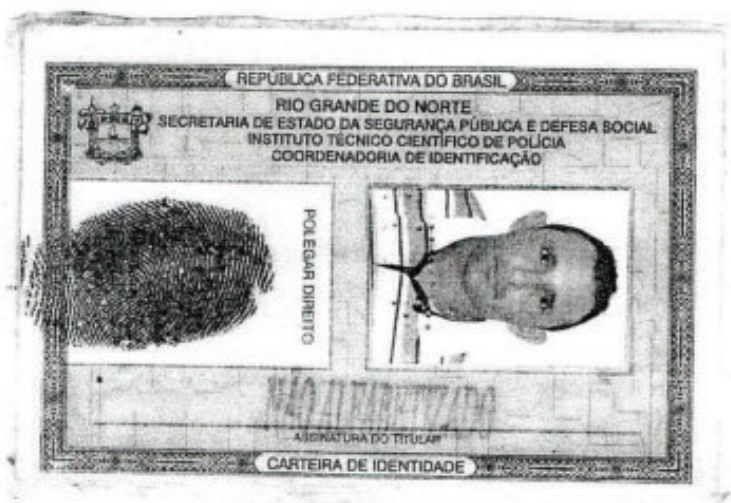 REPÚBLICA FEDERATIVA DO BRASIL
RIO GRANDE DO NORTE
SECRETARIA DE ESTADO DA SEGURANÇA PÚBLICA E DEFESA SOCIAL
INSTITUTO TÉCNICO CIENTÍFICO DE POLÍCIA
COORDENADORIA DE IDENTIFICAÇÃO
POLEGAR DIREITO
NÃO ALFABETIZADO
ASSINATURA DO TITULAR
CARTEIRA DE IDENTIDADE